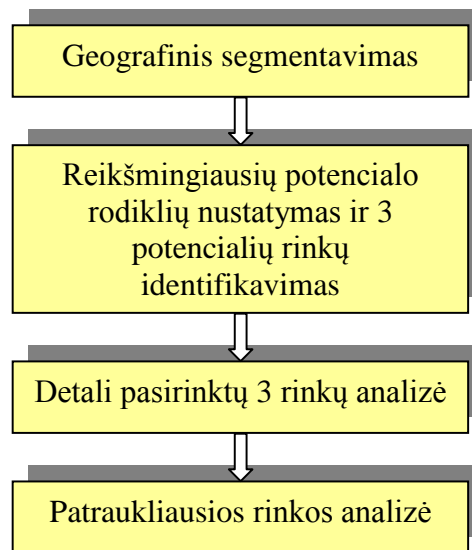 Geografinis segmentavimas
Reikšmingiausių potencialo
rodiklių nustatymas ir 3
potencialių rinkų
identifikavimas
Detali pasirinktų 3 rinkų analizė
Patraukliausios rinkos analizė